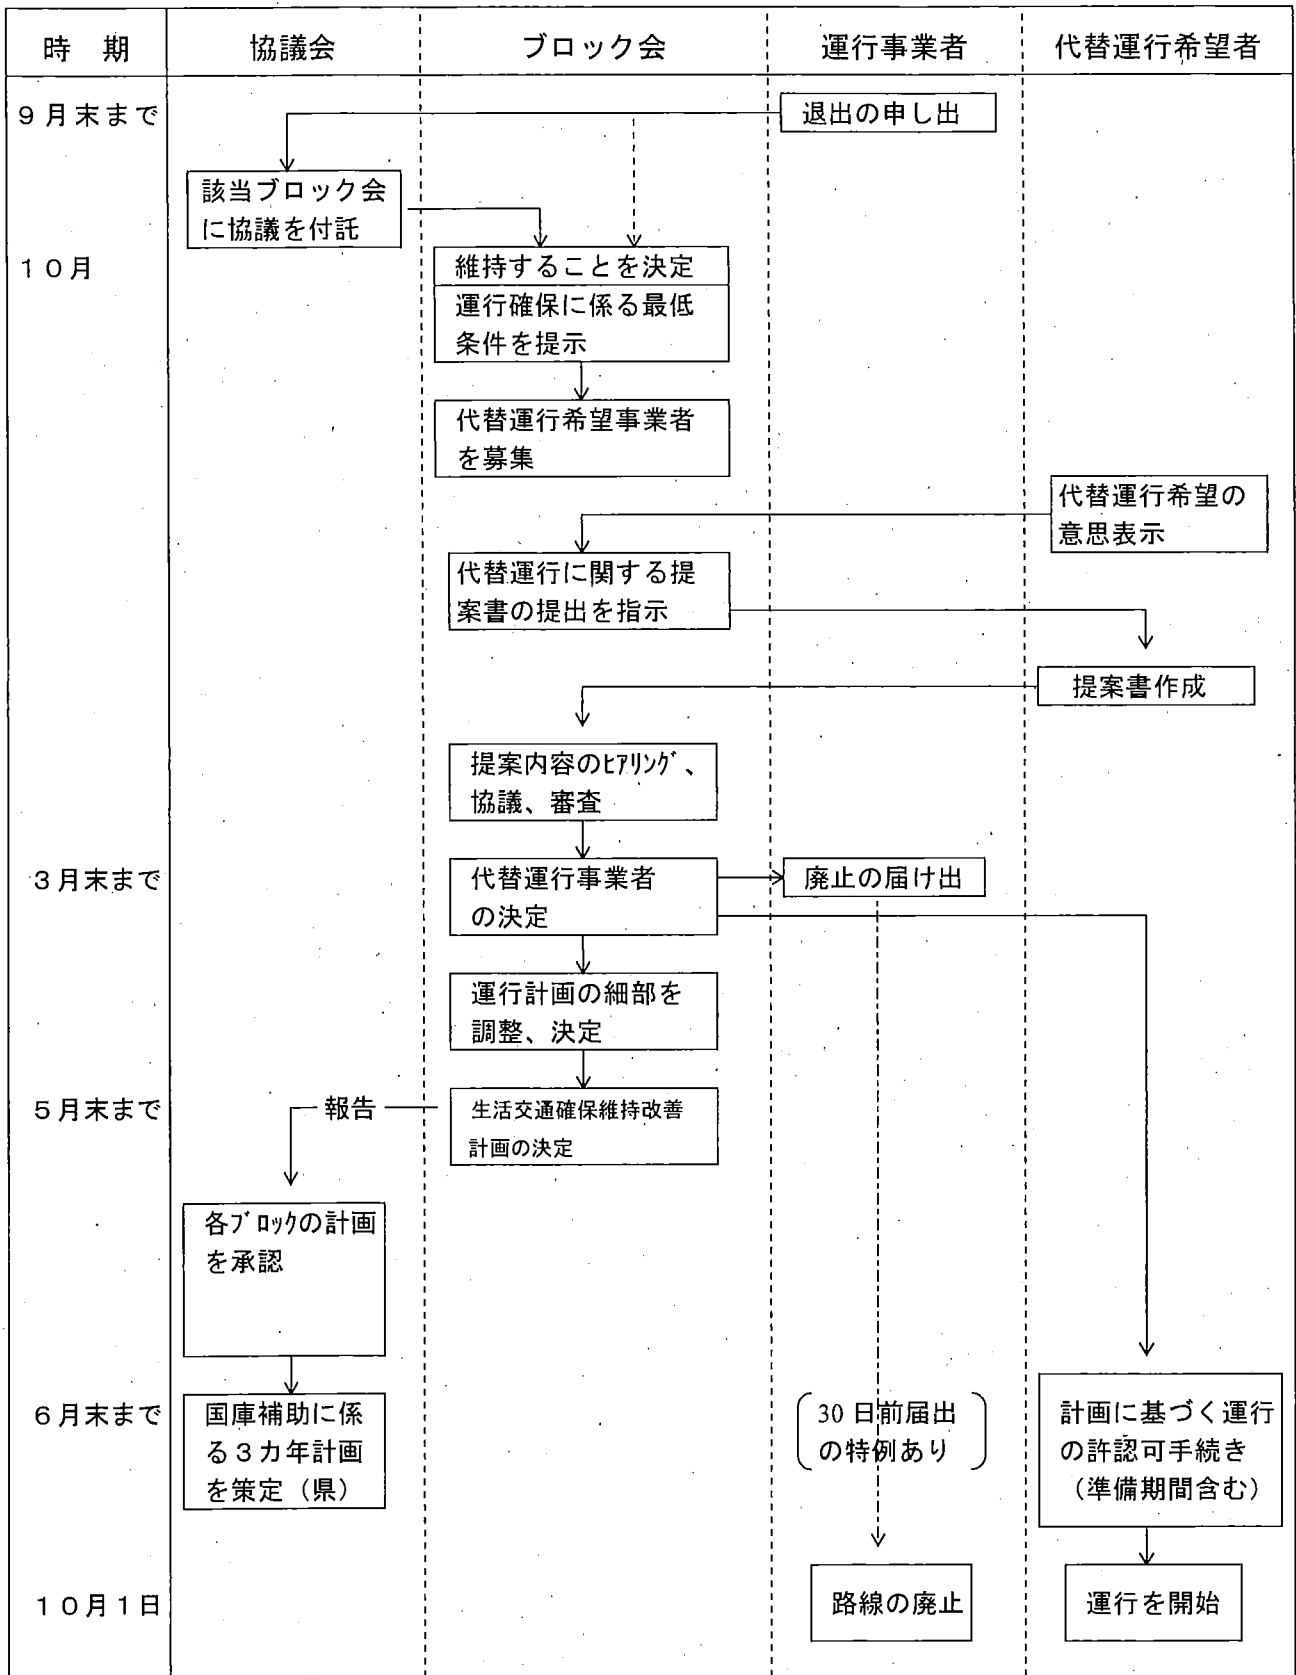 時　期
協議会
ブロック会
運行事業者
代替運行希望者
９月末まで
退出の申し出
該当ブロック会
に協議を付託
１０月
維持することを決定
運行確保に係る最低
条件を提示
代替運行希望事業者
を募集
代替運行希望の
意思表示
代替運行に関する提
案書の提出を指示
提案書作成
提案内容のﾋｱﾘﾝｸﾞ、
協議、審査
３月末まで
代替運行事業者
の決定
廃止の届け出
運行計画の細部を
調整、決定
５月末まで
報告
生活交通確保維持改善
計画の決定
各ﾌﾞﾛｯｸの計画
を承認
６月末まで
国庫補助に係
る３カ年計画
を策定（県）
30日前届出
の特例あり
計画に基づく運行
の許認可手続き
（準備期間含む）
１０月１日
路線の廃止
運行を開始